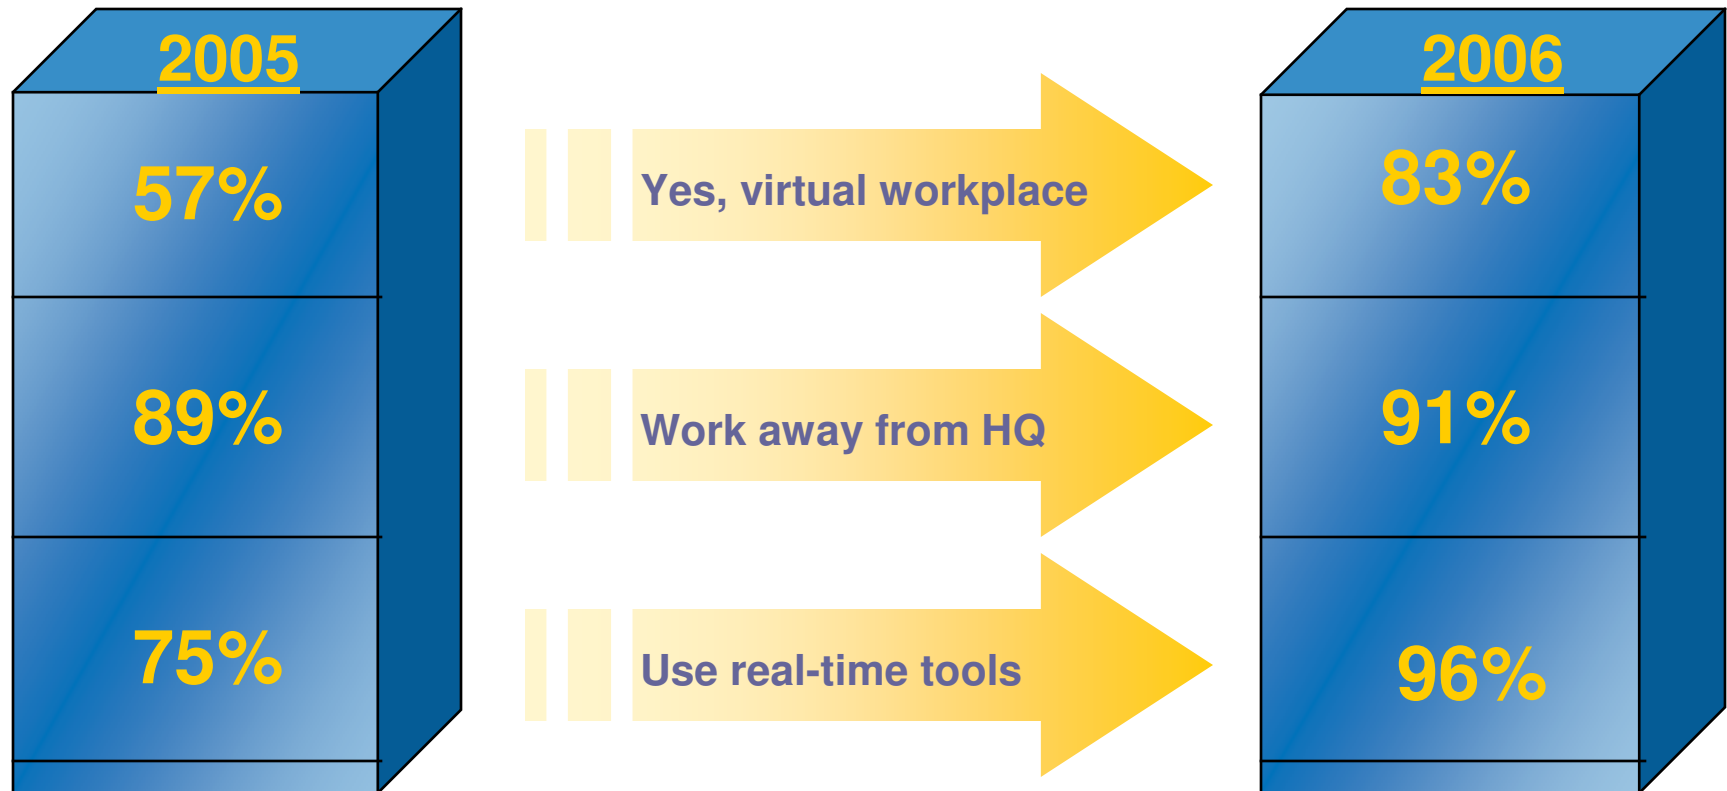 2005
2006
57%
Yes, virtual workplace
83%
89%
Work away from HQ
91%
75%
Use real-time tools
96%